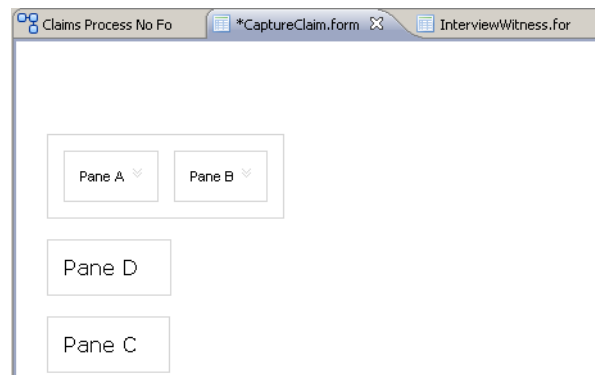 Claims Process No Fo *CaptureClaim.form InterviewWitness.for
Pane A Pane B
Pane D
Pane C